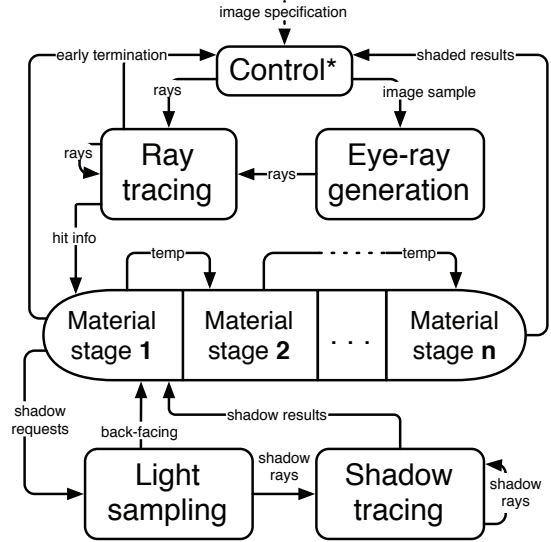 image specification
early termination
Control*
shaded results
rays
image sample
rays
Ray
tracing
rays
Eye-ray
generation
hit info
temp
temp
Material
stage 1
Material
stage 2
. . .
Material
stage n
shadow
requests
back-facing
shadow results
Light
sampling
shadow
rays
Shadow
tracing
shadow
rays